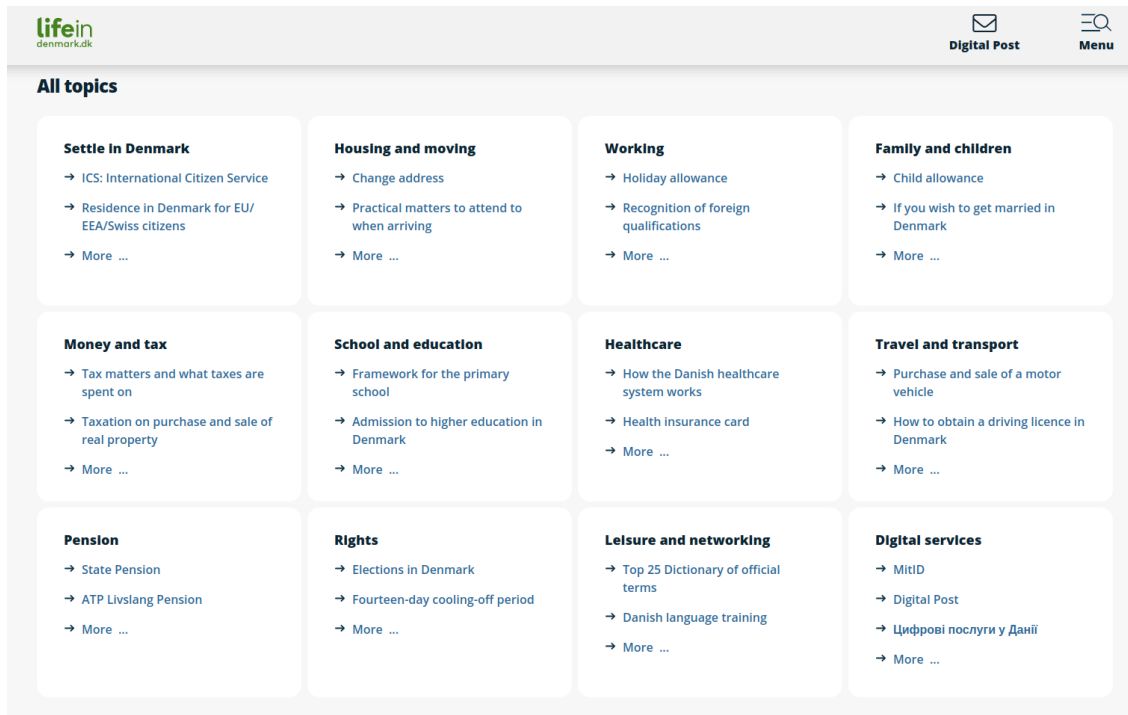 lifein
denmark.dk
Digital Post
Menu
All topics
Settle in Denmark
→ ICS: International Citizen Service
→ Residence in Denmark for EU/
EEA/Swiss citizens
→ More ...
Housing and moving
→ Change address
→ Practical matters to attend to
when arriving
→ More ...
Working
→ Holiday allowance
→ Recognition of foreign
qualifications
→ More ...
Family and children
→ Child allowance
→ If you wish to get married in
Denmark
→ More ...
Money and tax
→ Tax matters and what taxes are
spent on
→ Taxation on purchase and sale of
real property
→ More ...
School and education
→ Framework for the primary
school
→ Admission to higher education in
Denmark
→ More ...
Healthcare
→ How the Danish healthcare
system works
→ Health insurance card
→ More ...
Travel and transport
→ Purchase and sale of a motor
vehicle
→ How to obtain a driving licence in
Denmark
→ More ...
Pension
→ State Pension
→ ATP Livslang Pension
→ More ...
Rights
→ Elections in Denmark
→ Fourteen-day cooling-off period
→ More ...
Leisure and networking
→ Top 25 Dictionary of official
terms
→ Danish language training
→ More ...
Digital services
→ MitID
→ Digital Post
→ Цифрові послуги у Данії
→ More ...